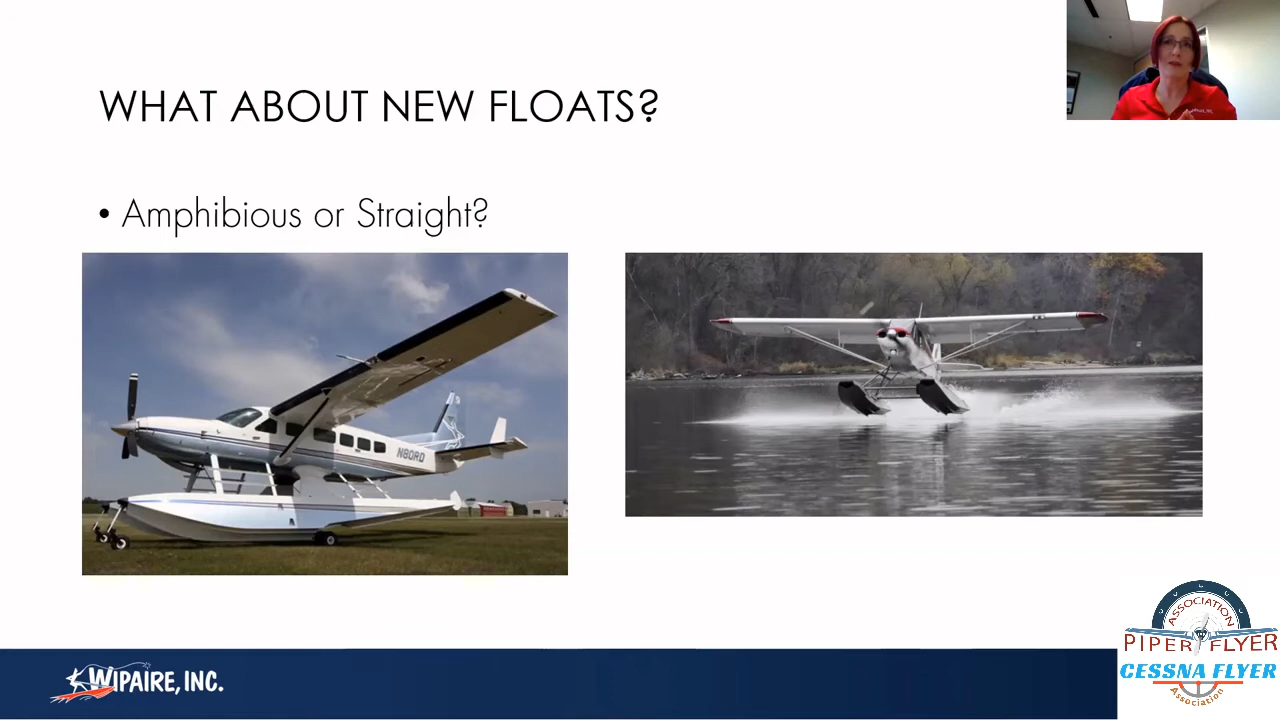 WHAT ABOUT NEW FLOATS?
• Amphibious or Straight?
N80RD
WIPAIRE, INC.
ASSOCIATION
PIPER FLYER
CESSNA FLYER
Association